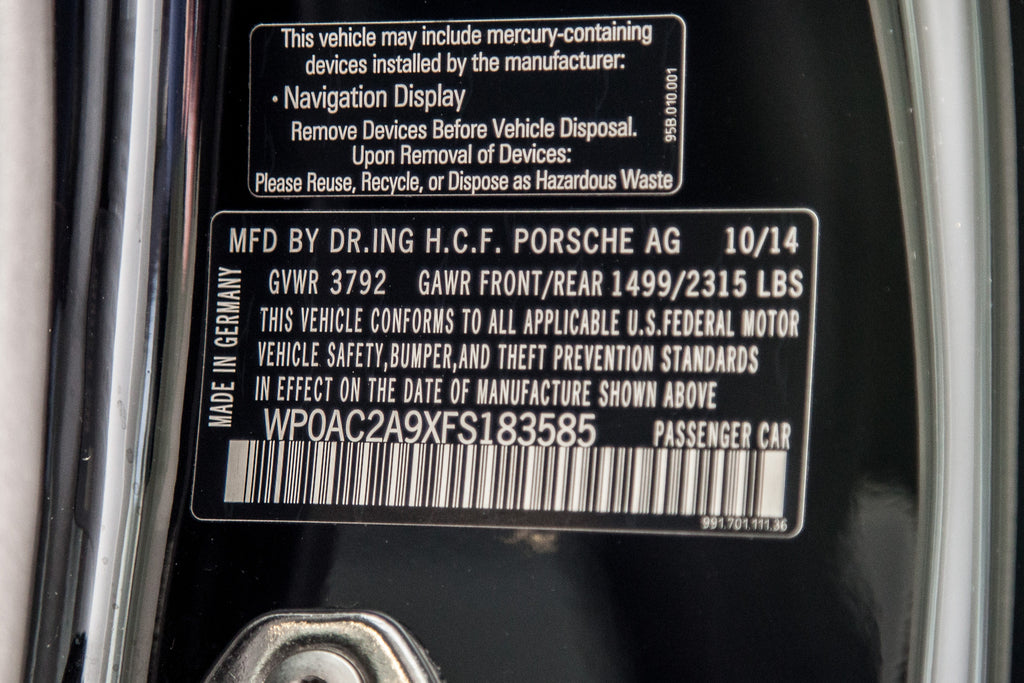 This vehicle may include mercury-containing
devices installed by the manufacturer:
• Navigation Display
Remove Devices Before Vehicle Disposal.
Upon Removal of Devices:
Please Reuse, Recycle, or Dispose as Hazardous Waste
95B.010.001
MFD BY DR.ING H.C.F. PORSCHE AG 10/14
GVWR 3792 GAWR FRONT/REAR 1499/2315 LBS
THIS VEHICLE CONFORMS TO ALL APPLICABLE U.S.FEDERAL MOTOR
VEHICLE SAFETY,BUMPER,AND THEFT PREVENTION STANDARDS
IN EFFECT ON THE DATE OF MANUFACTURE SHOWN ABOVE
MADE IN GERMANY
WP0AC2A9XFS183585 PASSENGER CAR
991.701.111.36